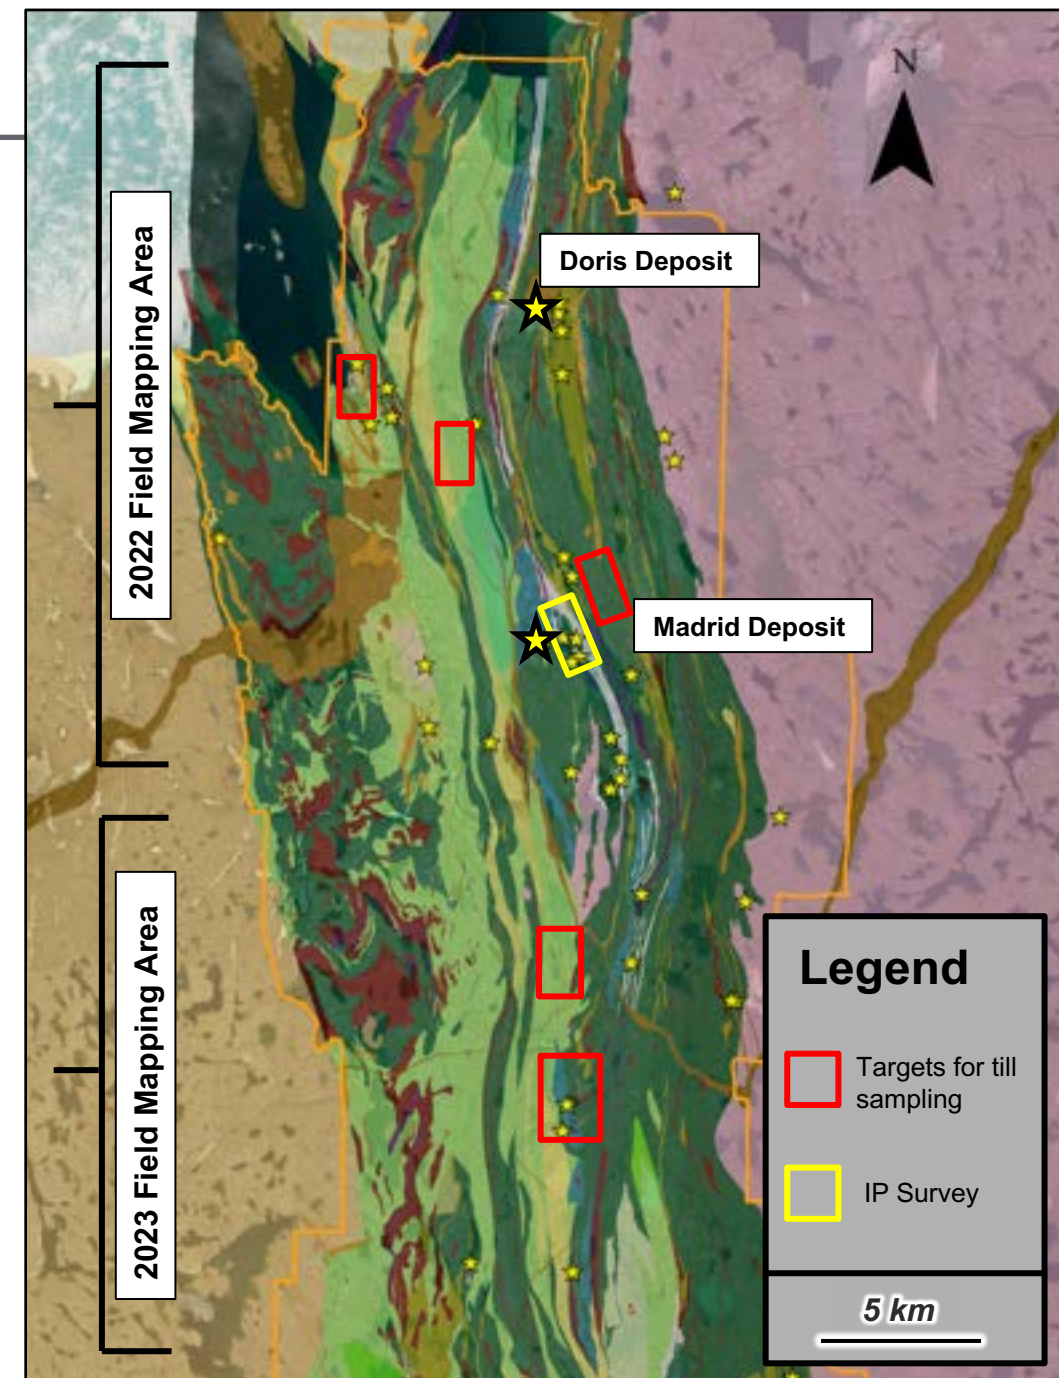 N
Doris Deposit
2022 Field Mapping Area
Madrid Deposit
2023 Field Mapping Area
Legend
Targets for till
sampling
IP Survey
5 km